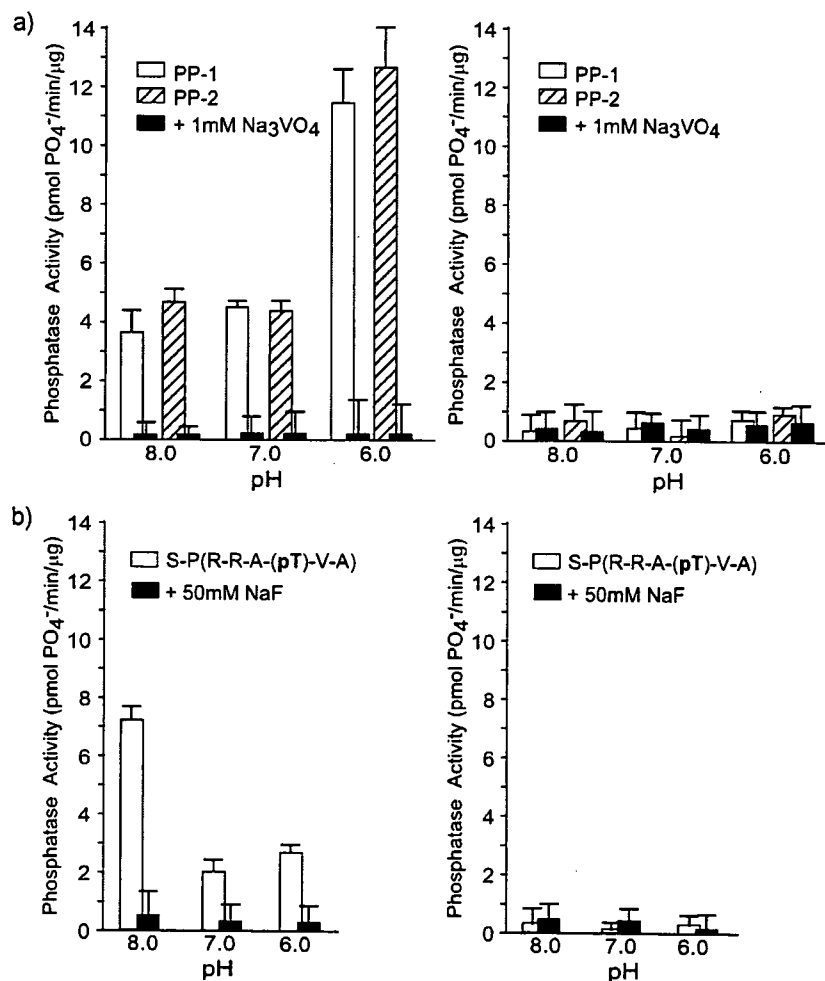 a)
Phosphatase Activity (pmol PO₄⁻/min/µg)
14
12
10
8
6
4
2
0
PP-1
PP-2
+ 1mM Na₃VO₄
8.0 7.0 6.0
pH
Phosphatase Activity (pmol PO₄⁻/min/µg)
14
12
10
8
6
4
2
0
PP-1
PP-2
+ 1mM Na₃VO₄
8.0 7.0 6.0
pH
b)
Phosphatase Activity (pmol PO₄⁻/min/µg)
14
12
10
8
6
4
2
0
S-P(R-R-A-(pT)-V-A)
+ 50mM NaF
8.0 7.0 6.0
pH
Phosphatase Activity (pmol PO₄⁻/min/µg)
14
12
10
8
6
4
2
0
S-P(R-R-A-(pT)-V-A)
+ 50mM NaF
8.0 7.0 6.0
pH